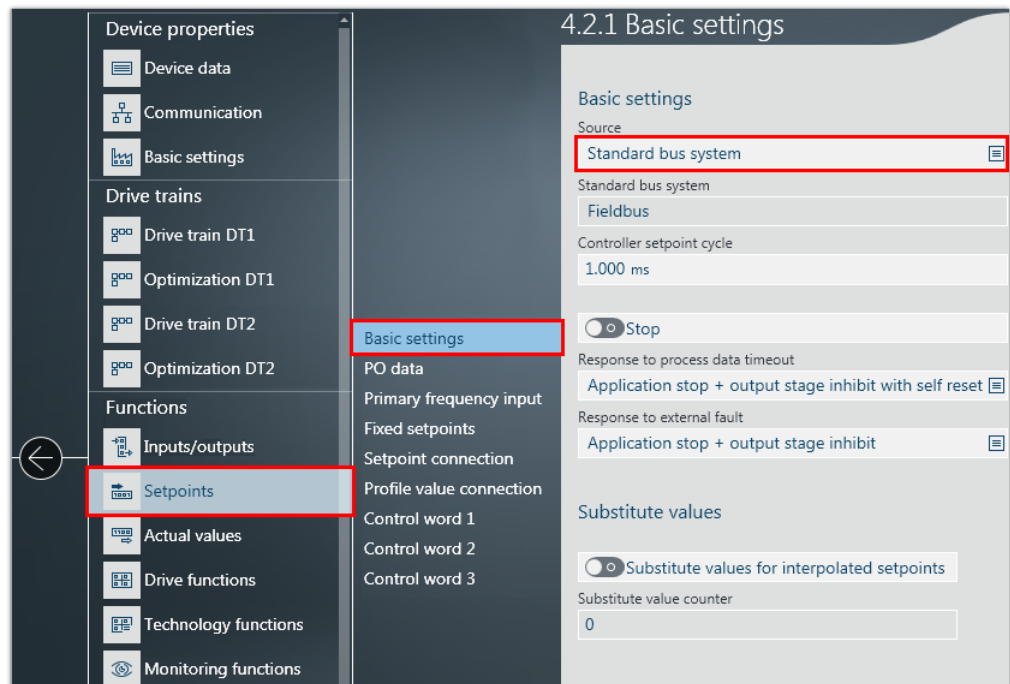 Device properties
Device data
Communication
Basic settings
Drive trains
Drive train DT1
Optimization DT1
Drive train DT2
Optimization DT2
Functions
Inputs/outputs
Setpoints
Actual values
Drive functions
Technology functions
Monitoring functions
Basic settings
PO data
Primary frequency input
Fixed setpoints
Setpoint connection
Profile value connection
Control word 1
Control word 2
Control word 3
4.2.1 Basic settings
Basic settings
Source
Standard bus system
Standard bus system
Fieldbus
Controller setpoint cycle
1.000 ms
Stop
Response to process data timeout
Application stop + output stage inhibit with self reset
Response to external fault
Application stop + output stage inhibit
Substitute values
Substitute values for interpolated setpoints
Substitute value counter
0